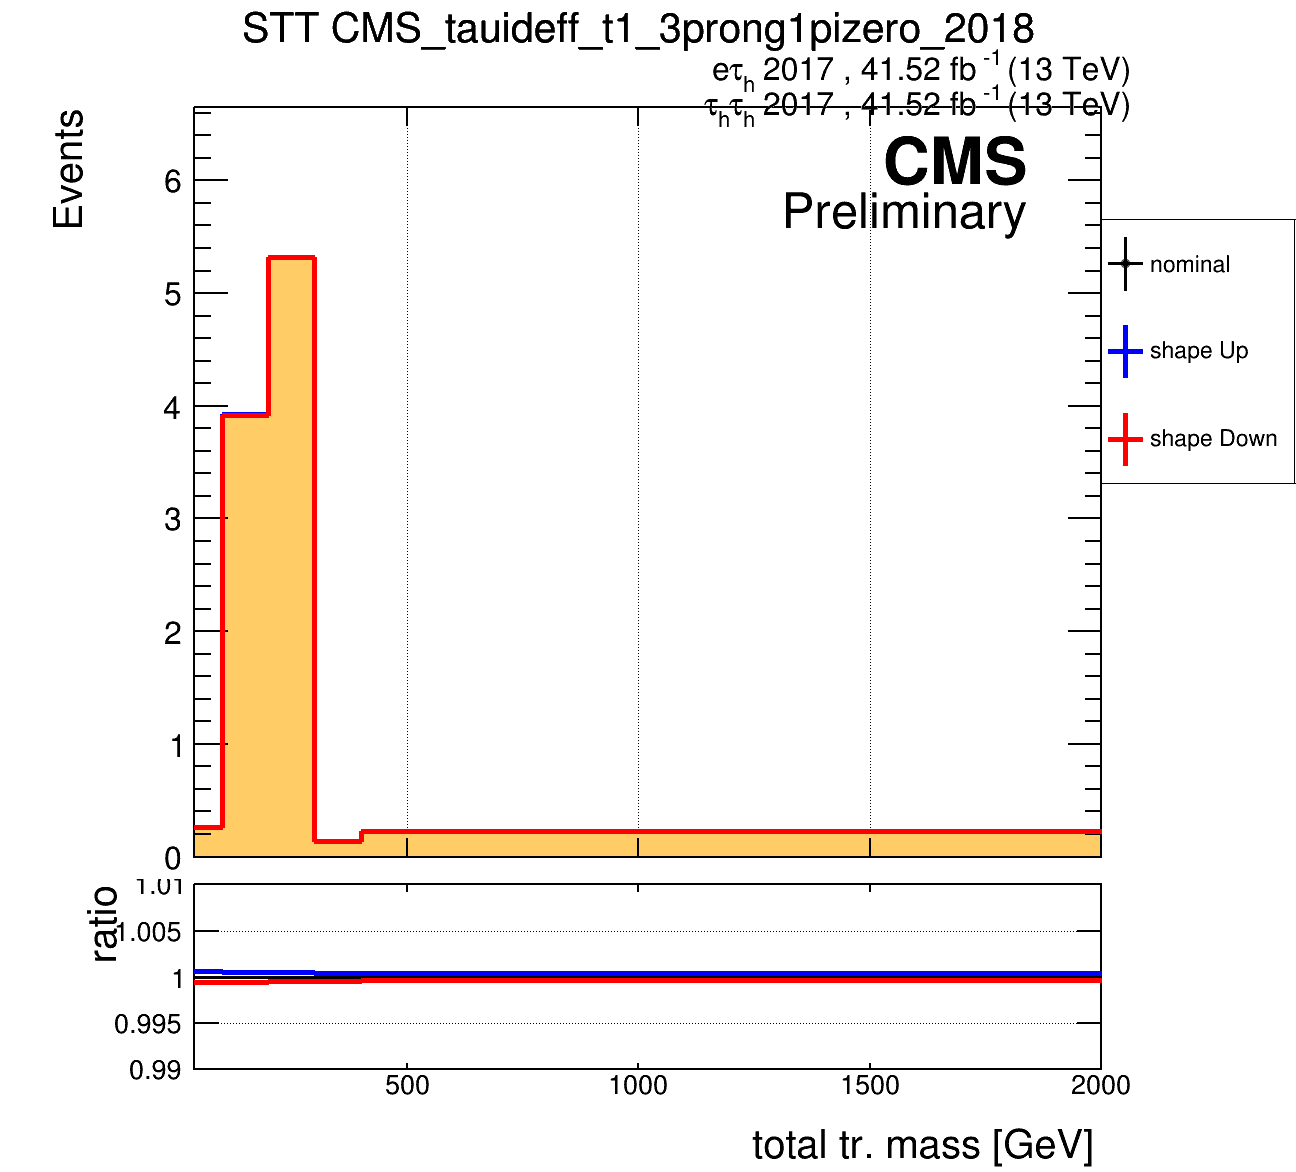 STT CMS_tauideff_t1_3prong1pizero_2018
eτh 2017 , 41.52 fb -1 (13 TeV)
τhτh 2017 , 41.52 fb -1 (13 TeV)
CMS
Preliminary
Events
6
5
4
3
2
1
0
nominal
shape Up
shape Down
ratio
1.01
1.005
1
0.995
0.99
500
1000
1500
2000
total tr. mass [GeV]